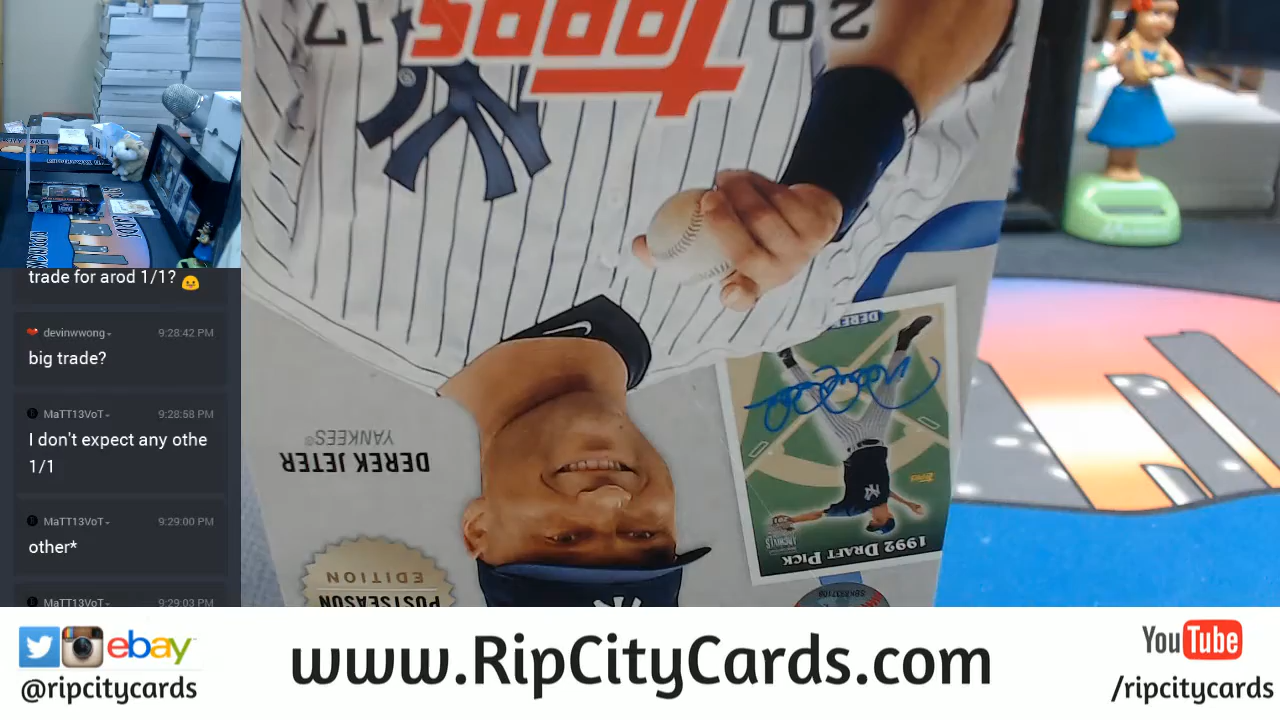 trade for arod 1/1?
devinwwong
9:28:42 PM
big trade?
MaTT13VoT
9:28:58 PM
I don't expect any othe
1/1
MaTT13VoT
9:29:00 PM
other*
MaTT13VoT
9:29:03 PM
2017
Topps
DEREK JETER
YANKEES®
POSTSEASON
EDITION
1992 DRAFT PICK
Topps
ebay
@ripcitycards
www.RipCityCards.com
YouTube
/ripcitycards